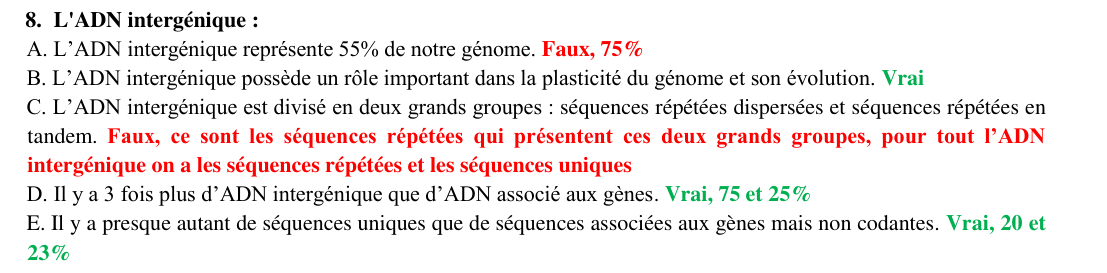 8. L'ADN intergénique :
A. L’ADN intergénique représente 55% de notre génome. Faux, 75%
B. L’ADN intergénique possède un rôle important dans la plasticité du génome et son évolution. Vrai
C. L’ADN intergénique est divisé en deux grands groupes : séquences répétées dispersées et séquences répétées en
tandem. Faux, ce sont les séquences répétées qui présentent ces deux grands groupes, pour tout l’ADN
intergénique on a les séquences répétées et les séquences uniques
D. Il y a 3 fois plus d’ADN intergénique que d’ADN associé aux gènes. Vrai, 75 et 25%
E. Il y a presque autant de séquences uniques que de séquences associées aux gènes mais non codantes. Vrai, 20 et
23%